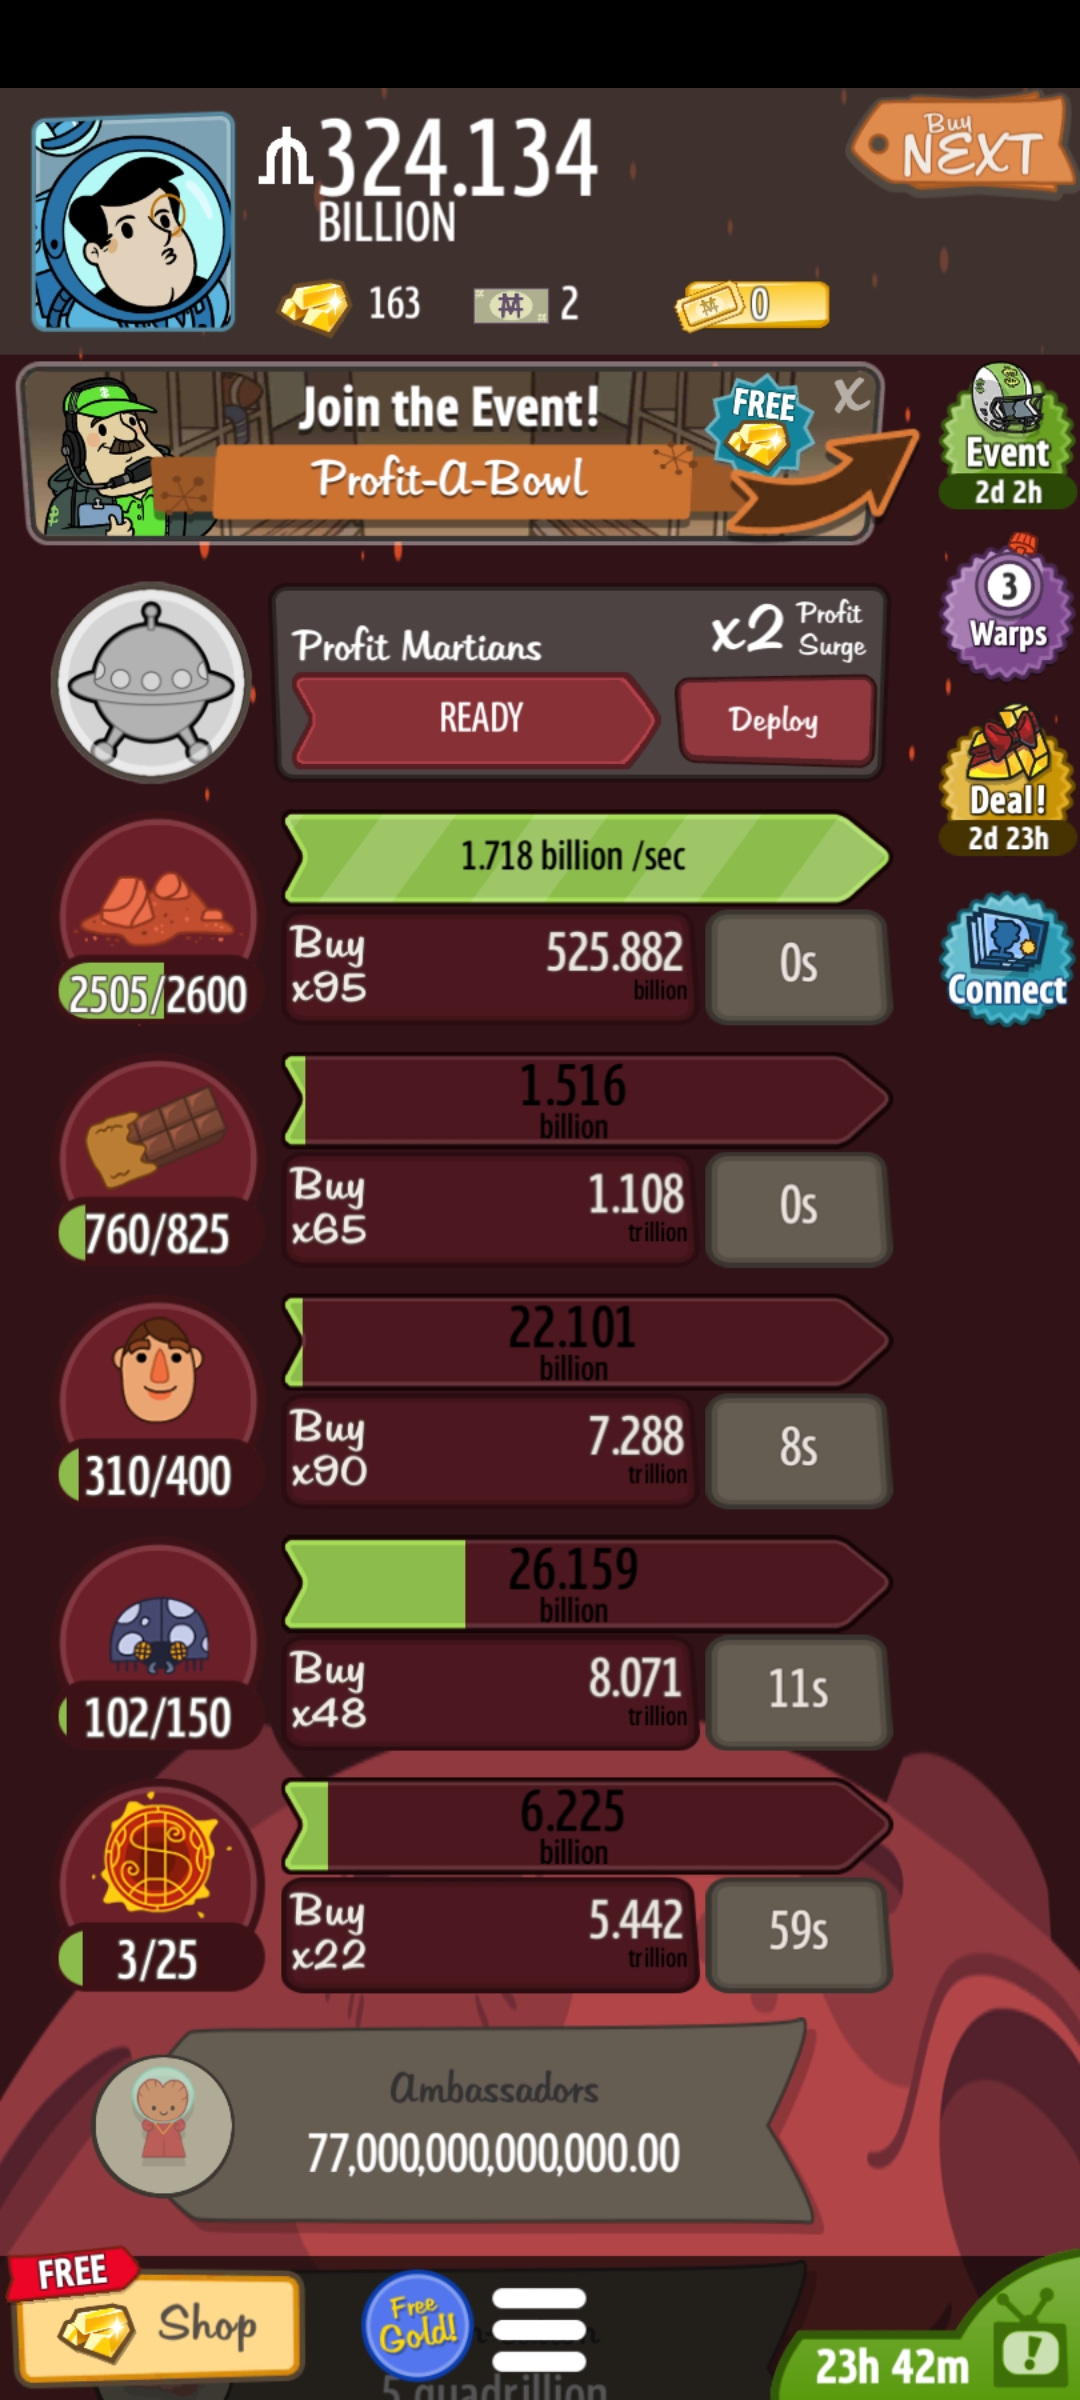 324.134
BILLION
Buy
NEXT
163
2
0
Join the Event!
Profit-A-Bowl
FREE
X
Event
2d 2h
3
Warps
Profit Martians
x2 Profit
Surge
READY
Deploy
Deal!
2d 23h
1.718 billion /sec
2505/2600
Buy
x95
525.882
billion
0s
Connect
1.516
billion
760/825
Buy
x65
1.108
trillion
0s
22.101
billion
310/400
Buy
x90
7.288
trillion
8s
26.159
billion
102/150
Buy
x48
8.071
trillion
11s
6.225
billion
3/25
Buy
x22
5.442
trillion
59s
Ambassadors
77,000,000,000,000.00
FREE
Shop
Free
Gold!
5 quadrillion
23h 42m